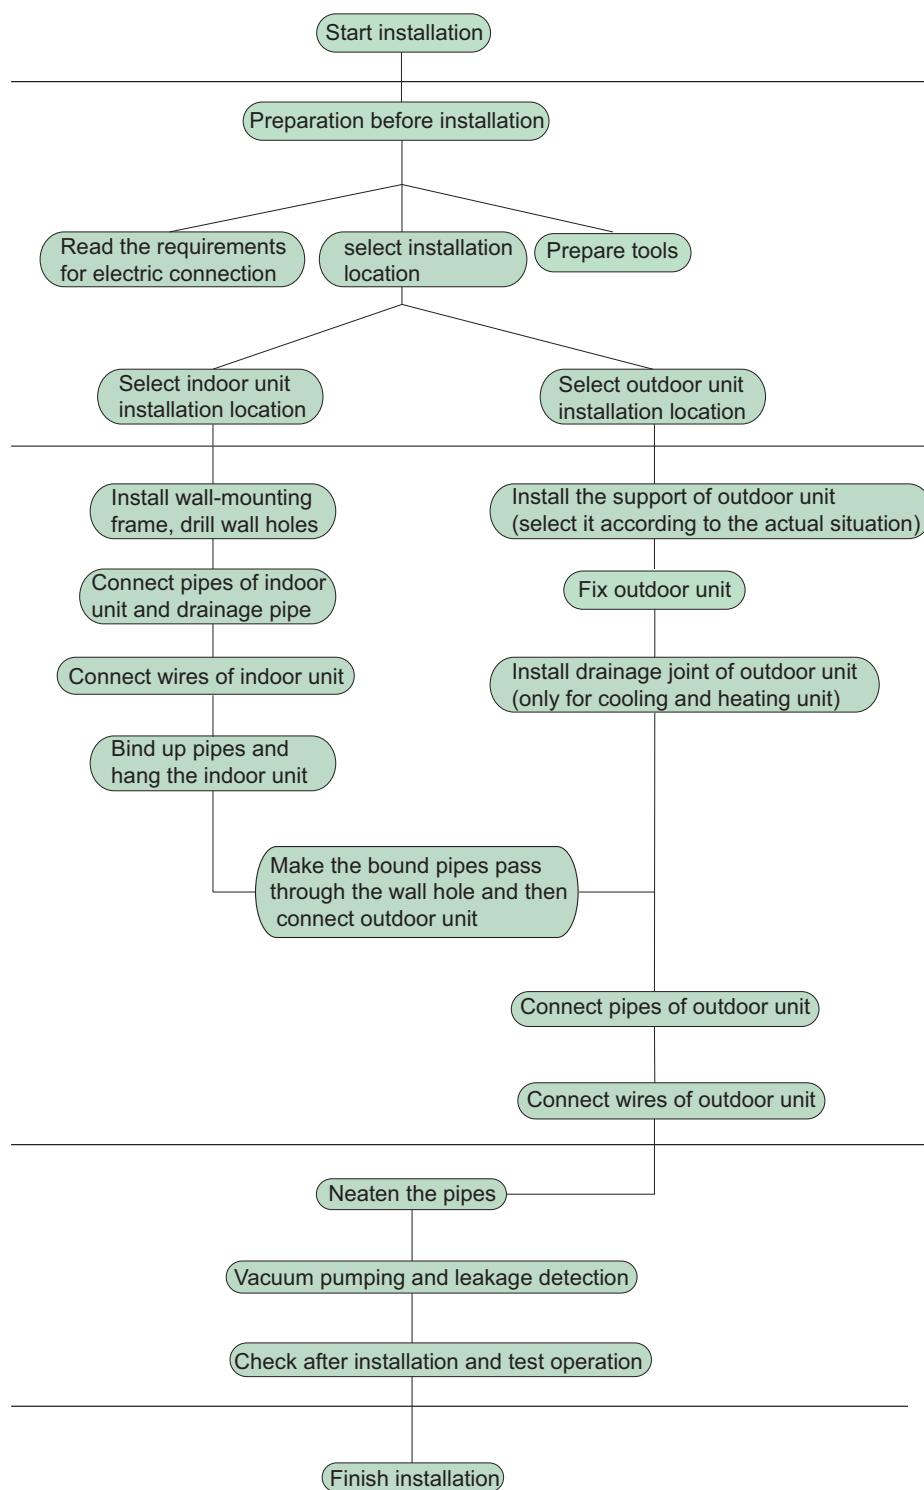 Start installation
Preparation before installation
Read the requirements
for electric connection
select installation
location
Prepare tools
Select indoor unit
installation location
Select outdoor unit
installation location
Install wall-mounting
frame, drill wall holes
Install the support of outdoor unit
(select it according to the actual situation)
Connect pipes of indoor
unit and drainage pipe
Fix outdoor unit
Connect wires of indoor unit
Install drainage joint of outdoor unit
(only for cooling and heating unit)
Bind up pipes and
hang the indoor unit
Make the bound pipes pass
through the wall hole and then
connect outdoor unit
Connect pipes of outdoor unit
Connect wires of outdoor unit
Neaten the pipes
Vacuum pumping and leakage detection
Check after installation and test operation
Finish installation